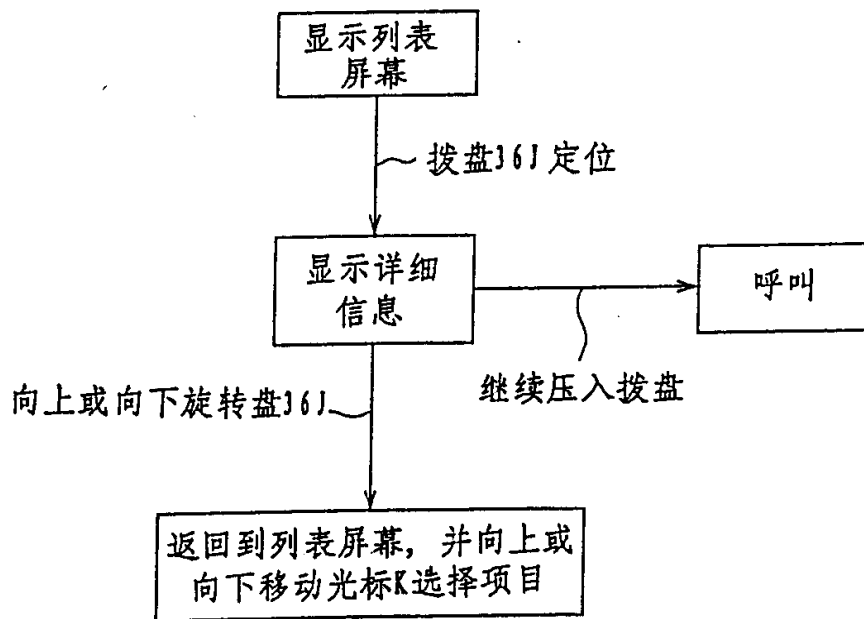 显示列表
屏幕
拨盘36J定位
显示详细
信息
呼叫
继续压入拨盘
向上或向下旋转盘36J
返回到列表屏幕，并向上或
向下移动光标K选择项目